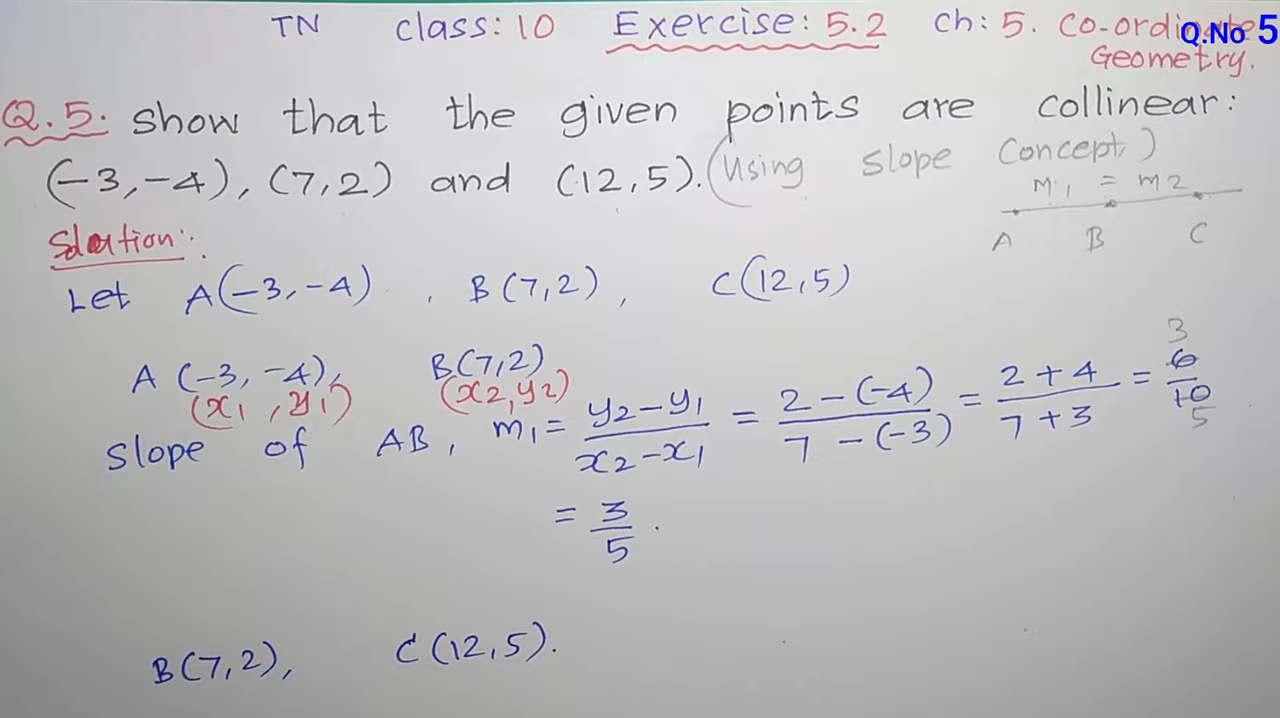 TN class: 10 Exercise: 5.2 ch: 5. Co-ordinate
Q.No 5
Geometry.
Q.5. show that the given points are collinear:
(-3,-4), (7,2) and (12,5). (Using slope concept)
m1 = m2
A B C
Solution:
Let A(-3,-4), B(7,2), C(12,5)
A(-3,-4), B(7,2)
(x1, y1) (x2,y2)
slope of AB, m1 = y2-y1/x2-x1 = 2-(-4)/7-(-3) = 2+4/7+3 = 6/10
3
5
= 3/5.
B(7,2), C(12,5).